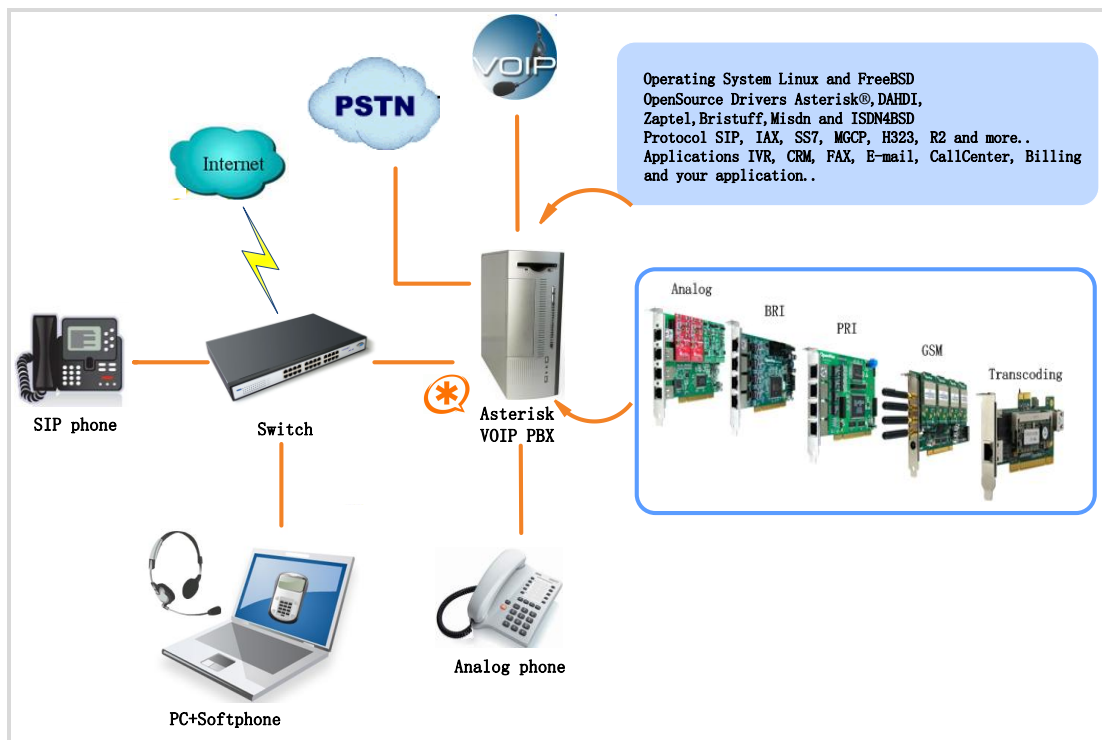 VOIP
PSTN
Internet
Operating System Linux and FreeBSD
OpenSource Drivers Asterisk®,DAHDI,
Zaptel,Bristuff,Misdn and ISDN4BSD
Protocol SIP, IAX, SS7, MGCP, H323, R2 and more..
Applications IVR, CRM, FAX, E-mail, CallCenter, Billing
and your application..
Analog
BRI
PRI
GSM
Transcoding
SIP phone
Switch
Asterisk
VOIP PBX
Analog phone
PC+Softphone